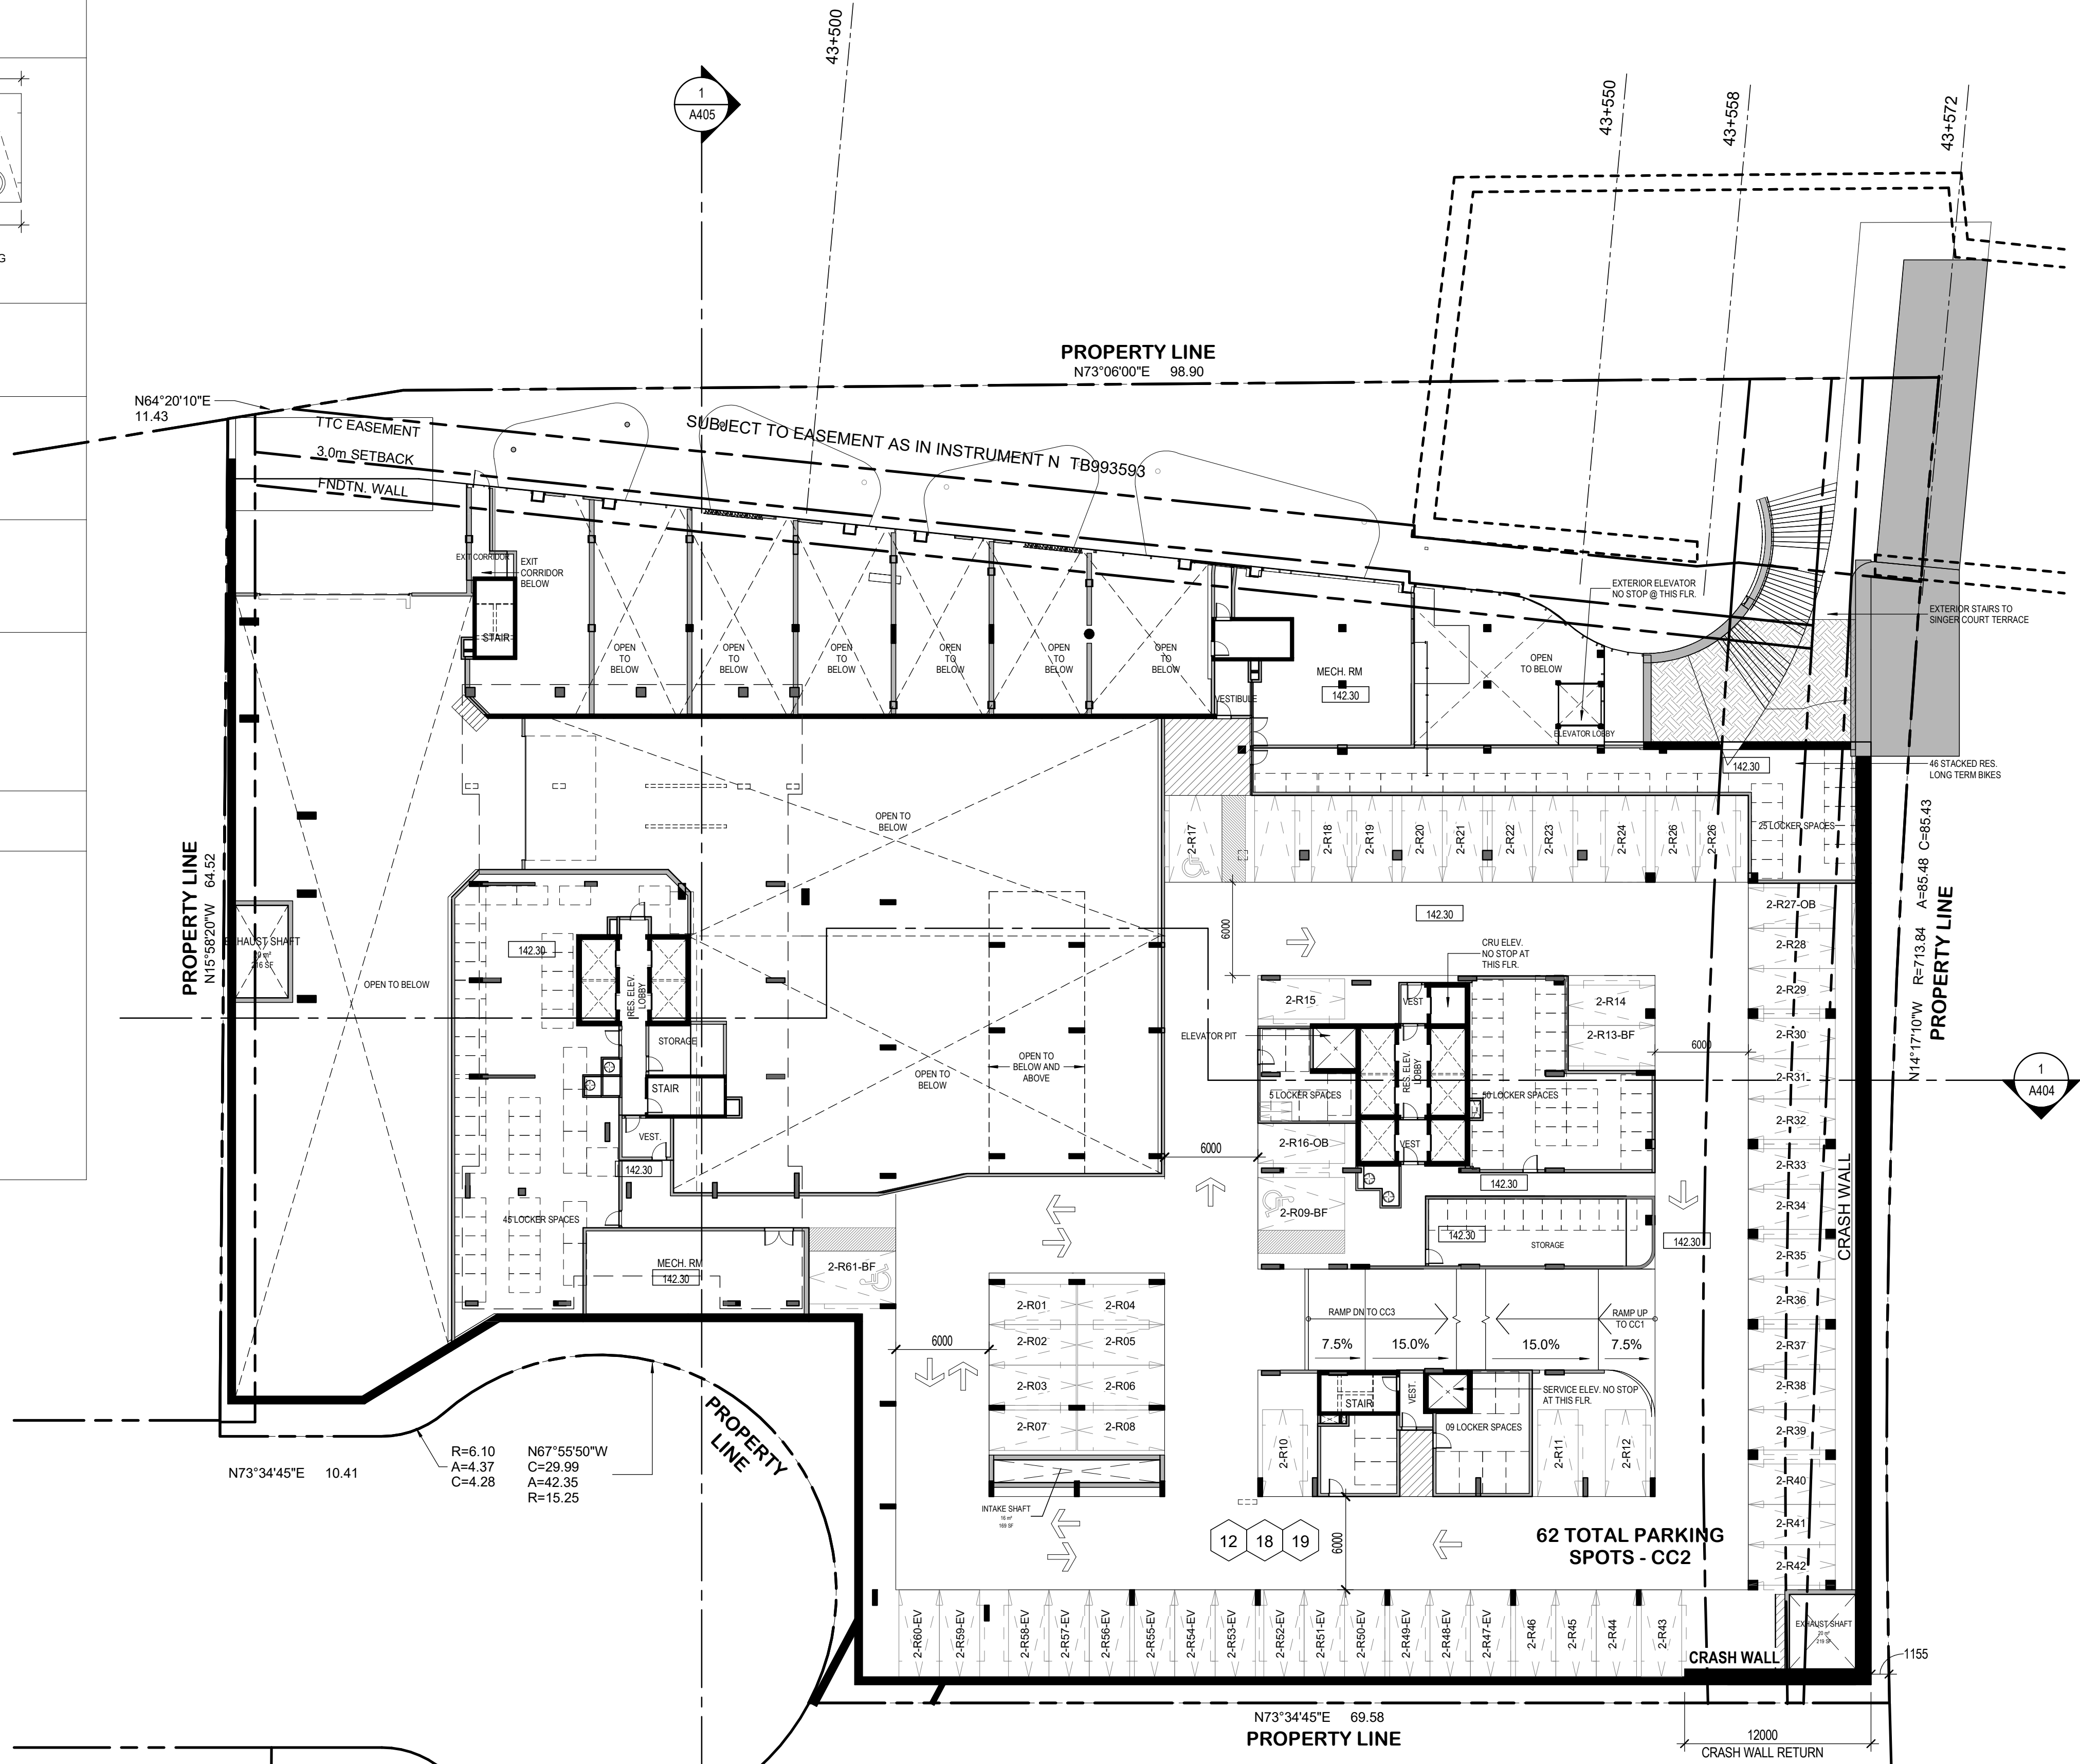 43+500
43+550
43+558
43+572
1
A405
G
PROPERTY LINE
N73°06'00"E 98.90
N64°20'10"E
11.43
TTC EASEMENT
3.0m SETBACK
FNDTN. WALL
SUBJECT TO EASEMENT AS IN INSTRUMENT N TB993593
EXIT CORRIDOR
EXIT
CORRIDOR
BELOW
STAIR
OPEN
TO
BELOW
OPEN
TO
BELOW
OPEN
TO
BELOW
OPEN
TO
BELOW
OPEN
TO
BELOW
OPEN
TO
BELOW
VESTIBULE
MECH. RM
142.30
OPEN
TO BELOW
EXTERIOR ELEVATOR
NO STOP @ THIS FLR.
ELEVATOR LOBBY
EXTERIOR STAIRS TO
SINGER COURT TERRACE
142.30
46 STACKED RES.
LONG TERM BIKES
25 LOCKER SPACES
PROPERTY LINE
N15°58'20"W 64.52
EXHAUST SHAFT
216 SF
OPEN TO BELOW
OPEN TO
BELOW
142.30
RES. ELEV.
LOBBY
STORAGE
STAIR
VEST.
142.30
45 LOCKER SPACES
MECH. RM
142.30
OPEN TO
BELOW
OPEN TO
BELOW AND
ABOVE
2-R17
2-R18
2-R19
2-R20
2-R21
2-R22
2-R23
2-R24
2-R26
2-R26
6000
142.30
CRU ELEV.
NO STOP AT
THIS FLR.
2-R15
VEST
2-R14
2-R13-BF
6000
ELEVATOR PIT
RES. ELEV.
LOBBY
5 LOCKER SPACES
50 LOCKER SPACES
2-R16-OB
VEST
6000
2-R09-BF
142.30
142.30
STORAGE
142.30
2-R27-OB
2-R28
2-R29
2-R30
2-R31
2-R32
2-R33
2-R34
2-R35
2-R36
2-R37
2-R38
2-R39
2-R40
2-R41
2-R42
CRASH WALL
N14°17'10"W R=713.84 A=85.48 C=85.43
PROPERTY LINE
1
A404
2-R61-BF
6000
2-R01
2-R04
2-R02
2-R05
2-R03
2-R06
2-R07
2-R08
INTAKE SHAFT
16 m²
169 SF
RAMP DN TO CC3
RAMP UP
TO CC1
7.5%
15.0%
15.0%
7.5%
STAIR
VEST.
SERVICE ELEV. NO STOP
AT THIS FLR.
09 LOCKER SPACES
2-R10
2-R11
2-R12
12
18
19
6000
62 TOTAL PARKING
SPOTS - CC2
PROPERTY
LINE
N73°34'45"E 10.41
R=6.10
A=4.37
C=4.28
N67°55'50"W
C=29.99
A=42.35
R=15.25
2-R60-EV
2-R59-EV
2-R58-EV
2-R57-EV
2-R56-EV
2-R55-EV
2-R54-EV
2-R53-EV
2-R52-EV
2-R51-EV
2-R50-EV
2-R49-EV
2-R48-EV
2-R47-EV
2-R46
2-R45
2-R44
2-R43
EXHAUST SHAFT
20 m²
219 SF
CRASH WALL
1155
N73°34'45"E 69.58
PROPERTY LINE
12000
CRASH WALL RETURN